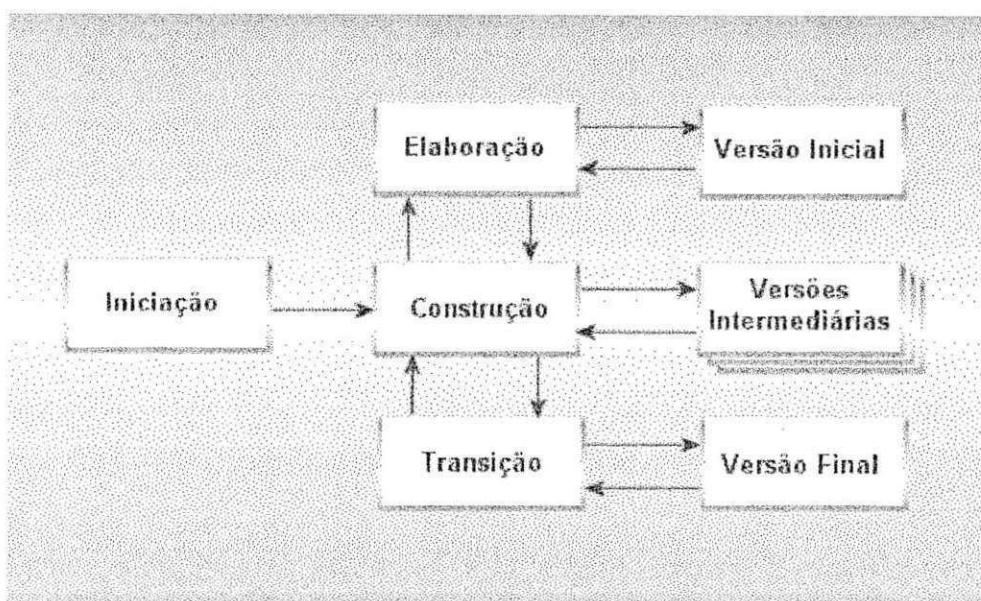 Elaboração
Versão Inicial
Iniciação
Construção
Versões
Intermediárias
Transição
Versão Final